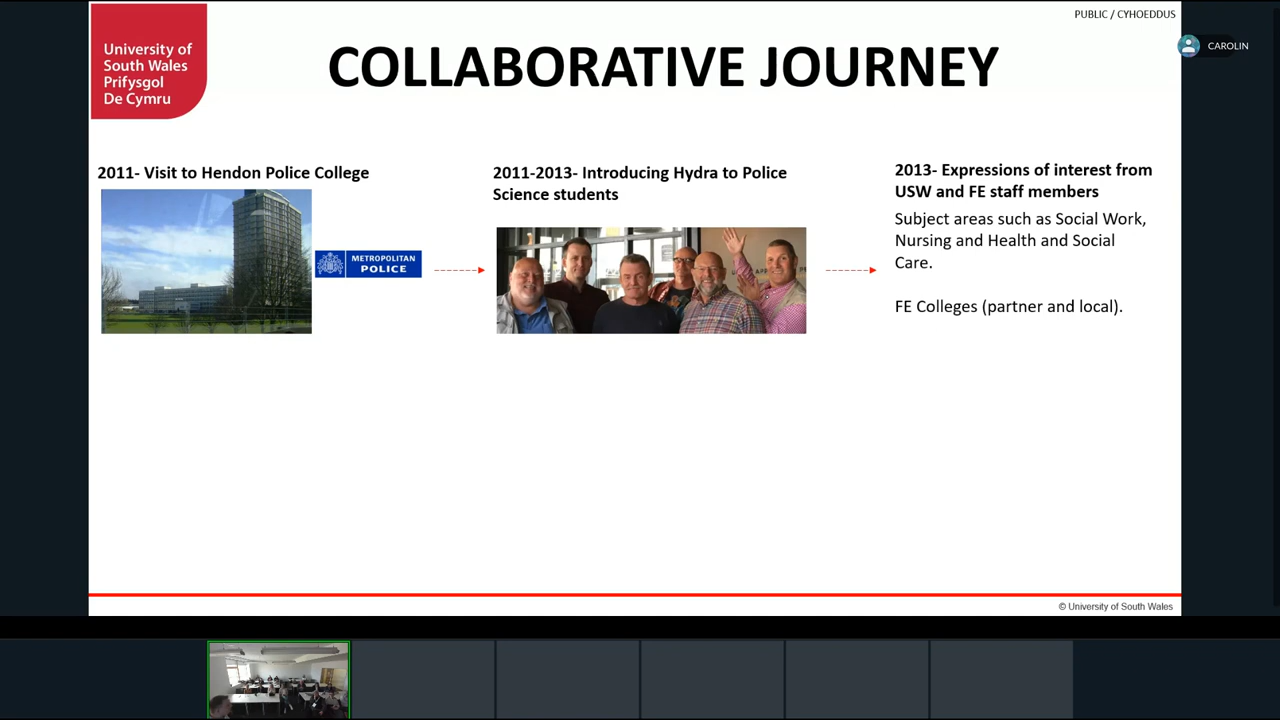 PUBLIC / CYHOEDDUS
CAROLIN
University of
South Wales
Prifysgol
De Cymru
COLLABORATIVE JOURNEY
2011- Visit to Hendon Police College
METROPOLITAN
POLICE
2011-2013- Introducing Hydra to Police
Science students
2013- Expressions of interest from
USW and FE staff members
Subject areas such as Social Work,
Nursing and Health and Social
Care.
FE Colleges (partner and local).
© University of South Wales